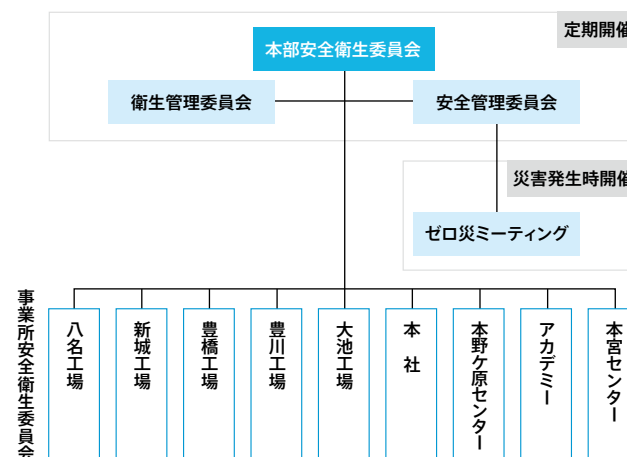 定期開催
本部安全衛生委員会
衛生管理委員会
安全管理委員会
災害発生時開催
ゼロ災ミーティング
事業所安全衛生委員会
八名工場
新城工場
豊橋工場
豊川工場
大池工場
本社
本野ケ原センター
アカデミー
本宮センター